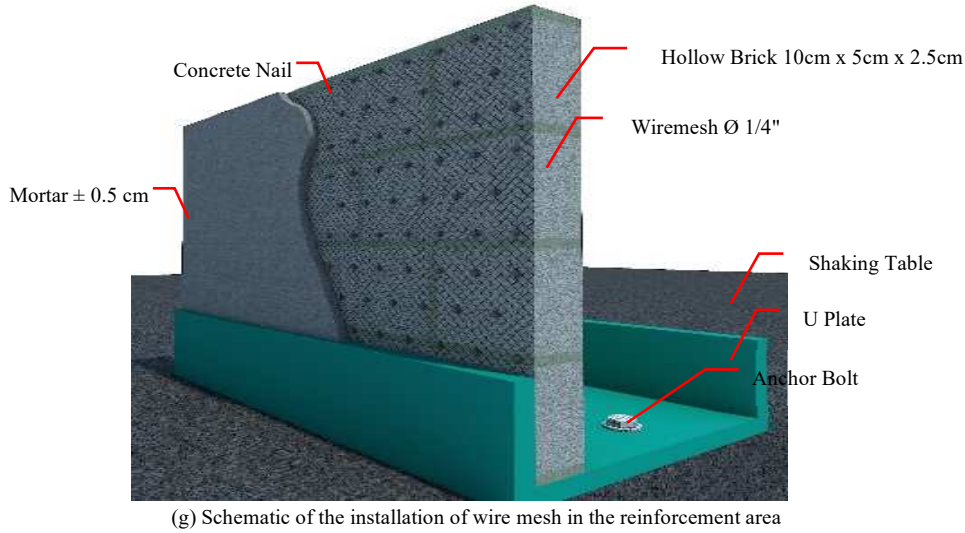 Hollow Brick 10cm x 5cm x 2.5cm
Concrete Nail
Wiremesh Ø 1/4"
Mortar ± 0.5 cm
Shaking Table
U Plate
Anchor Bolt
(g) Schematic of the installation of wire mesh in the reinforcement area